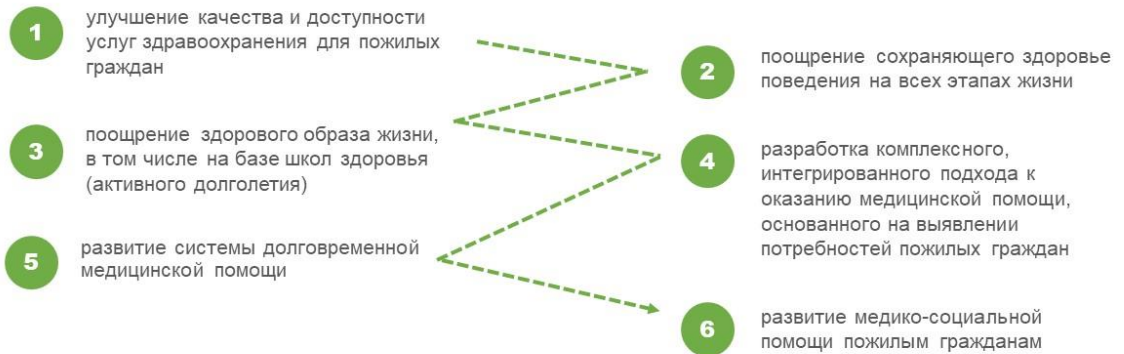 1
улучшение качества и доступности
услуг здравоохранения для пожилых
граждан
2
поощрение сохраняющего здоровье
поведения на всех этапах жизни
3
поощрение здорового образа жизни,
в том числе на базе школ здоровья
(активного долголетия)
4
разработка комплексного,
интегрированного подхода к
оказанию медицинской помощи,
основанного на выявлении
потребностей пожилых граждан
5
развитие системы долговременной
медицинской помощи
6
развитие медико-социальной
помощи пожилым гражданам